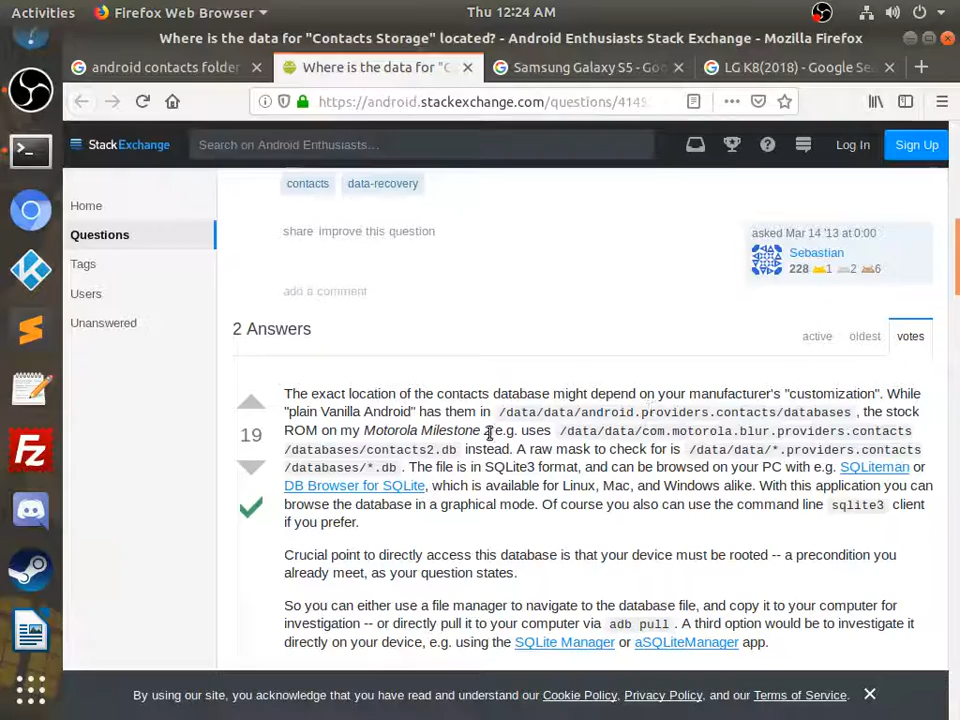 Activities Firefox Web Browser Thu 12:24 AM
Where is the data for "Contacts Storage" located? - Android Enthusiasts Stack Exchange - Mozilla Firefox
android contacts folder Where is the data for "C Samsung Galaxy S5 - Goo LG K8(2018) - Google Se
https://android.stackexchange.com/questions/4145
StackExchange Search on Android Enthusiasts... Log In Sign Up
contacts data-recovery
Home
Questions
Tags
Users
Unanswered
share improve this question
asked Mar 14 '13 at 0:00
Sebastian
228 1 2 6
add a comment
2 Answers
active oldest votes
19
The exact location of the contacts database might depend on your manufacturer's "customization". While
"plain Vanilla Android" has them in /data/data/android.providers.contacts/databases , the stock
ROM on my Motorola Milestone 2 e.g. uses /data/data/com.motorola.blur.providers.contacts
/databases/contacts2.db instead. A raw mask to check for is /data/data/*.providers.contacts
/databases/*.db . The file is in SQLite3 format, and can be browsed on your PC with e.g. SQLiteman or
DB Browser for SQLite, which is available for Linux, Mac, and Windows alike. With this application you can
browse the database in a graphical mode. Of course you also can use the command line sqlite3 client
if you prefer.
Crucial point to directly access this database is that your device must be rooted -- a precondition you
already meet, as your question states.
So you can either use a file manager to navigate to the database file, and copy it to your computer for
investigation -- or directly pull it to your computer via adb pull . A third option would be to investigate it
directly on your device, e.g. using the SQLite Manager or aSQLiteManager app.
By using our site, you acknowledge that you have read and understand our Cookie Policy, Privacy Policy, and our Terms of Service.